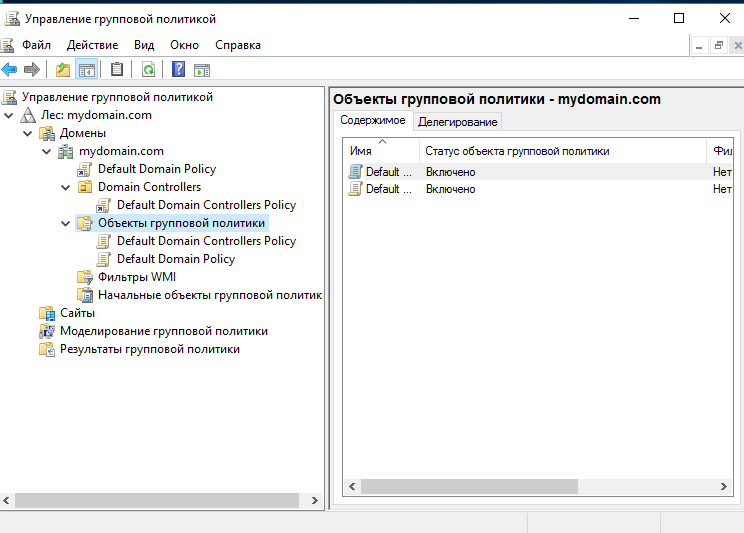 Управление групповой политикой
Файл Действие Вид Окно Справка
Управление групповой политикой
Лес: mydomain.com
Домены
mydomain.com
Default Domain Policy
Domain Controllers
Default Domain Controllers Policy
Объекты групповой политики
Default Domain Controllers Policy
Default Domain Policy
Фильтры WMI
Начальные объекты групповой политик
Сайты
Моделирование групповой политики
Результаты групповой политики
Объекты групповой политики - mydomain.com
Содержимое Делегирование
Имя Статус объекта групповой политики Фил
Default ... Включено Нет
Default ... Включено Нет